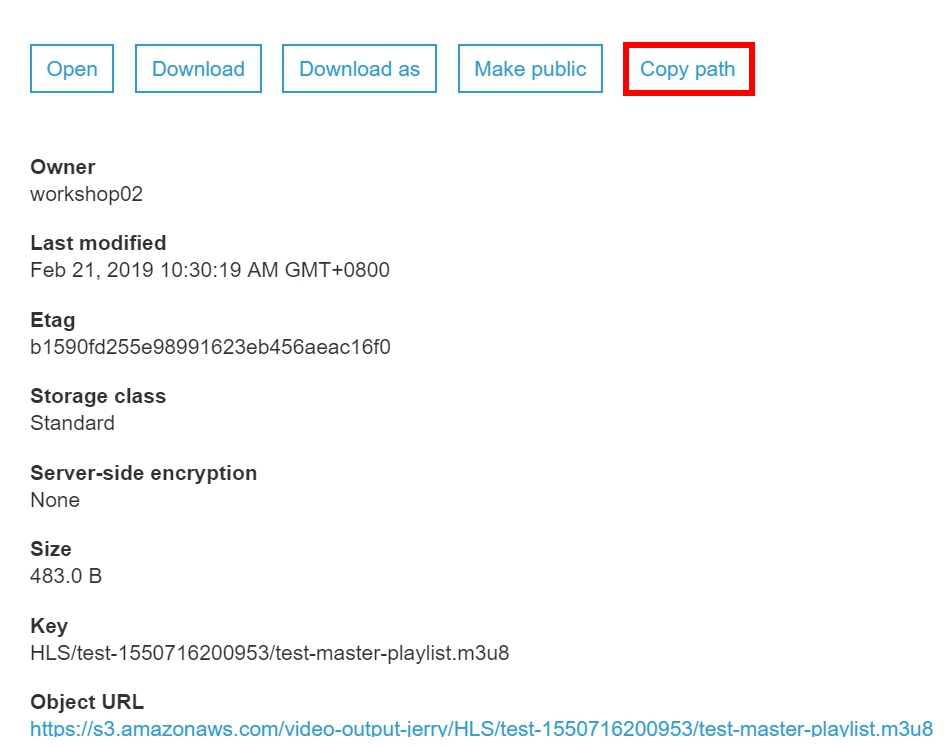 Open Download Download as Make public Copy path
Owner
workshop02
Last modified
Feb 21, 2019 10:30:19 AM GMT+0800
Etag
b1590fd255e98991623eb456aeac16f0
Storage class
Standard
Server-side encryption
None
Size
483.0 B
Key
HLS/test-1550716200953/test-master-playlist.m3u8
Object URL
https://s3.amazonaws.com/video-output-jerry/HLS/test-1550716200953/test-master-playlist.m3u8